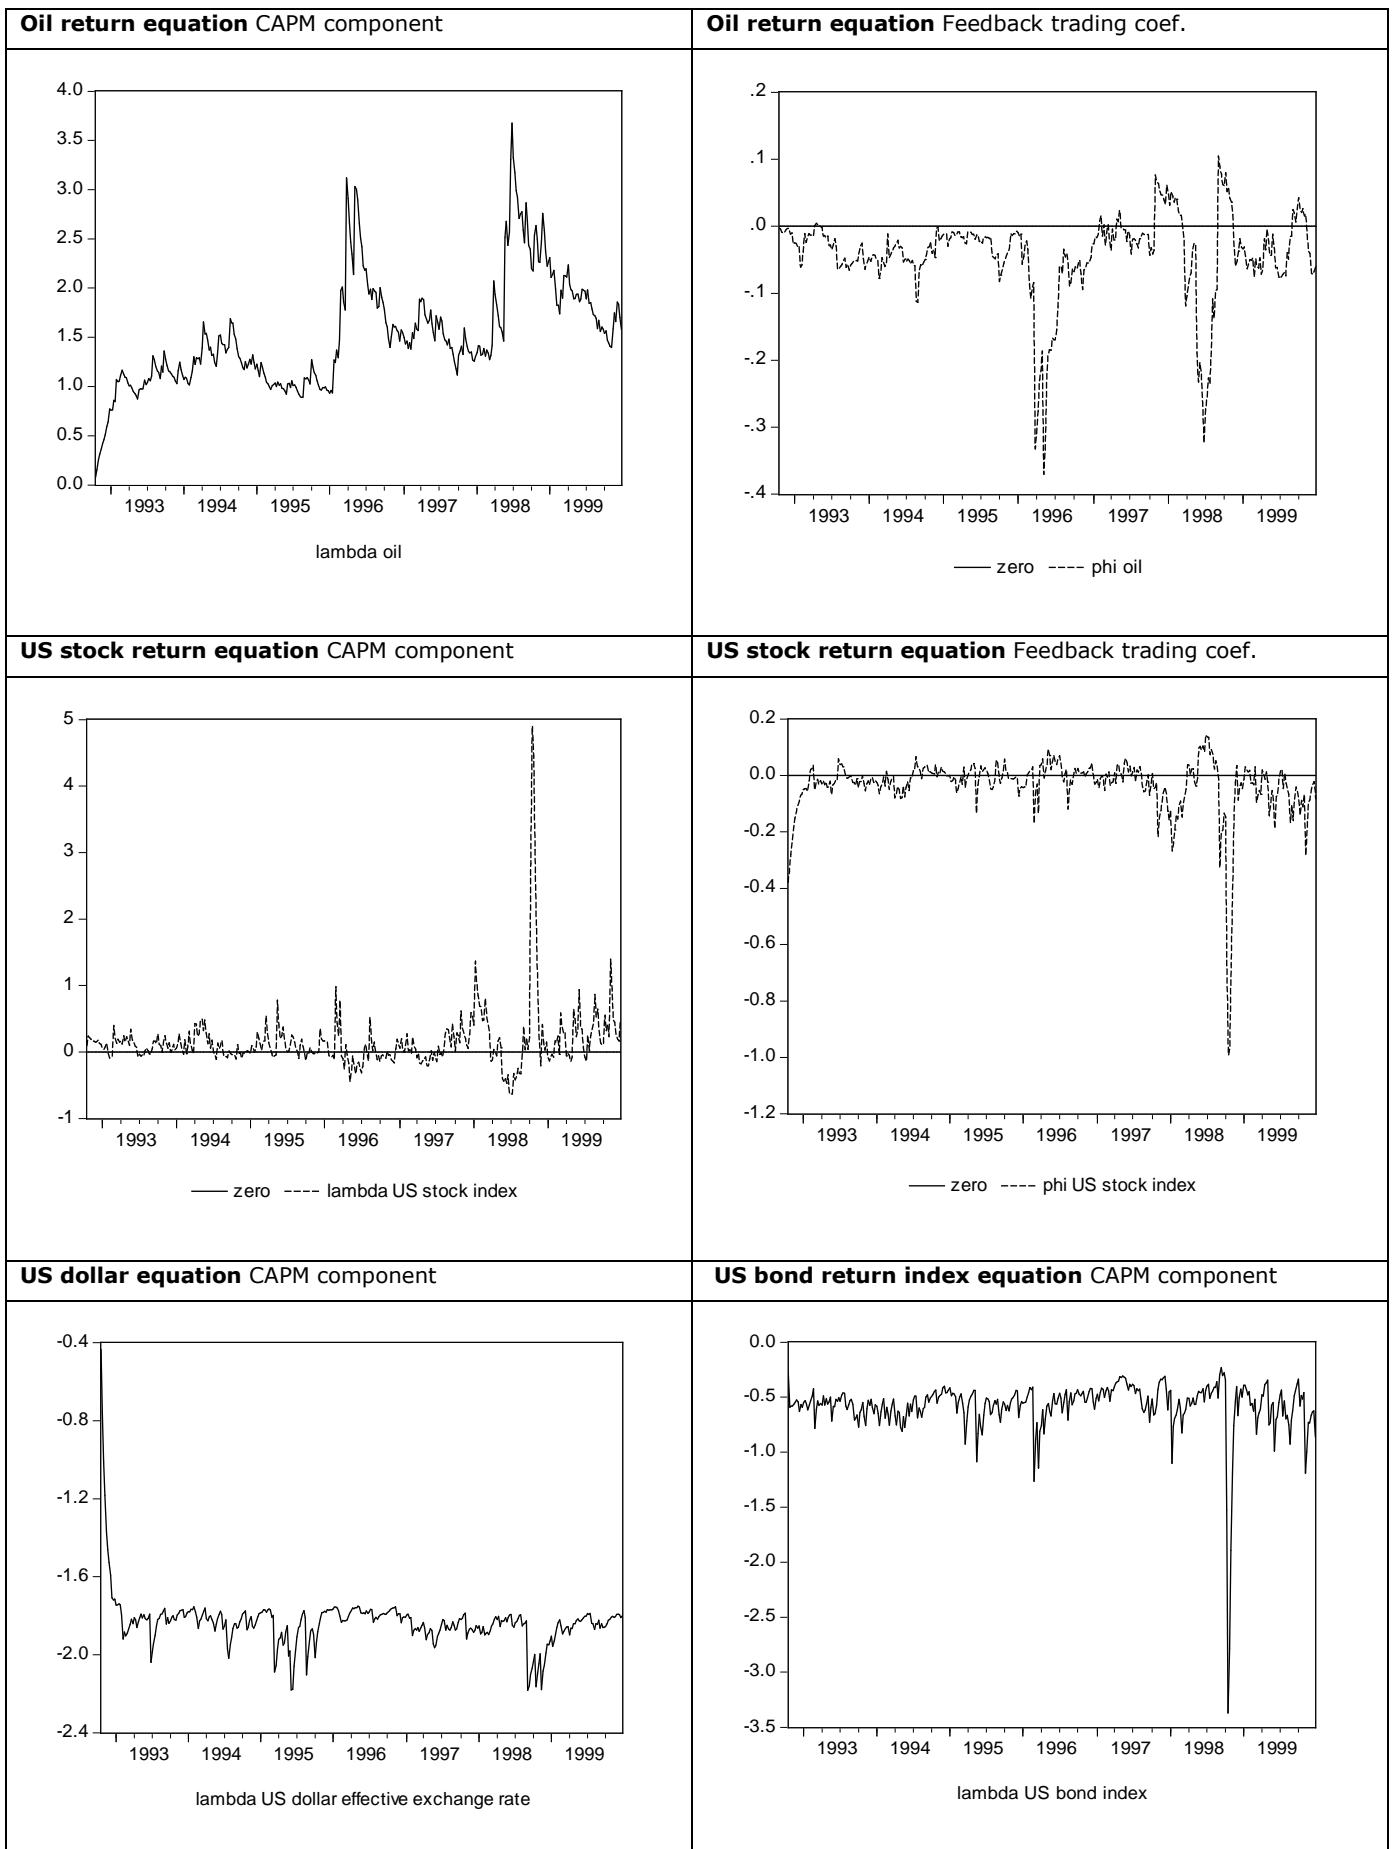 Oil return equation CAPM component
Oil return equation Feedback trading coef.
4.0
3.5
3.0
2.5
2.0
1.5
1.0
0.5
0.0
1993 1994 1995 1996 1997 1998 1999
lambda oil
.2
.1
.0
-.1
-.2
-.3
-.4
1993 1994 1995 1996 1997 1998 1999
zero phi oil
US stock return equation CAPM component
US stock return equation Feedback trading coef.
5
4
3
2
1
0
-1
1993 1994 1995 1996 1997 1998 1999
zero lambda US stock index
0.2
0.0
-0.2
-0.4
-0.6
-0.8
-1.0
-1.2
1993 1994 1995 1996 1997 1998 1999
zero phi US stock index
US dollar equation CAPM component
US bond return index equation CAPM component
-0.4
-0.8
-1.2
-1.6
-2.0
-2.4
1993 1994 1995 1996 1997 1998 1999
lambda US dollar effective exchange rate
0.0
-0.5
-1.0
-1.5
-2.0
-2.5
-3.0
-3.5
1993 1994 1995 1996 1997 1998 1999
lambda US bond index